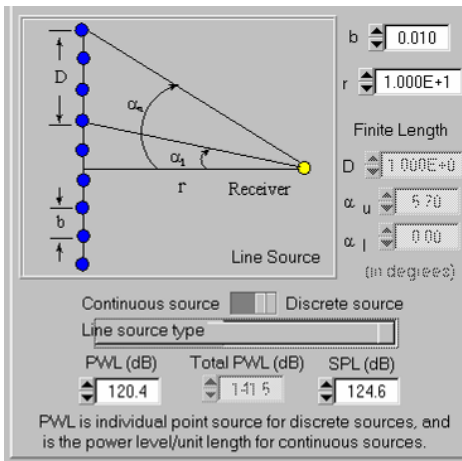 D
αu
α1
r
Receiver
b
Line Source
b 0.010
r 1.000E+1
Finite Length
D 1.000E+0
α u 5.70
α l 0.00
(in degrees)
Continuous source Discrete source
Line source type
PWL (dB) Total PWL (dB) SPL (dB)
120.4 141.5 124.6
PWL is individual point source for discrete sources, and
is the power level/unit length for continuous sources.